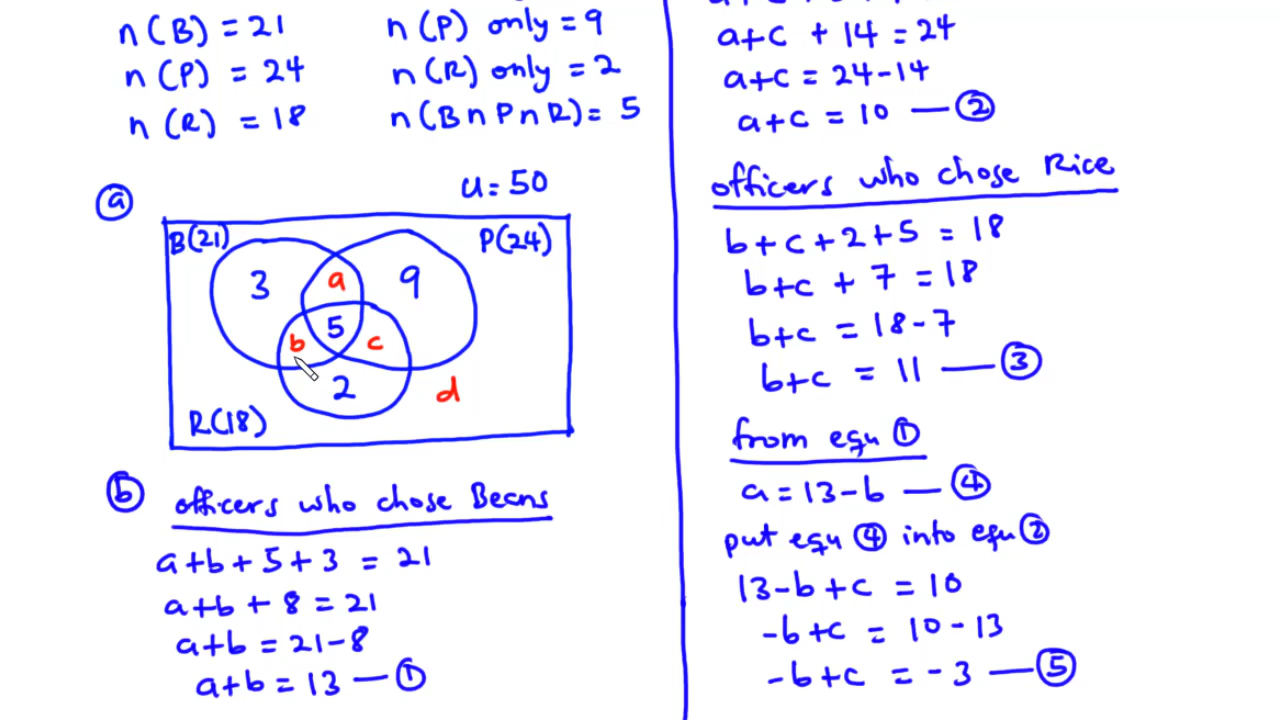 n(B) = 21
n(P) = 24
n(R) = 18
n(P) only = 9
n(R) only = 2
n(B n P n R) = 5
ⓐ
U = 50
B(21)
P(24)
3
a
9
5
b
c
2
d
R(18)
ⓑ officers who chose Beans
a+b+5+3 = 21
a+b+8 = 21
a+b = 21-8
a+b = 13 — ①
a+c + 14 = 24
a+c = 24-14
a+c = 10 — ②
officers who chose Rice
b+c+2+5 = 18
b+c + 7 = 18
b+c = 18-7
b+c = 11 — ③
from equ ①
a = 13-b — ④
put equ ④ into equ ②
13-b+c = 10
-b+c = 10-13
-b+c = -3 — ⑤